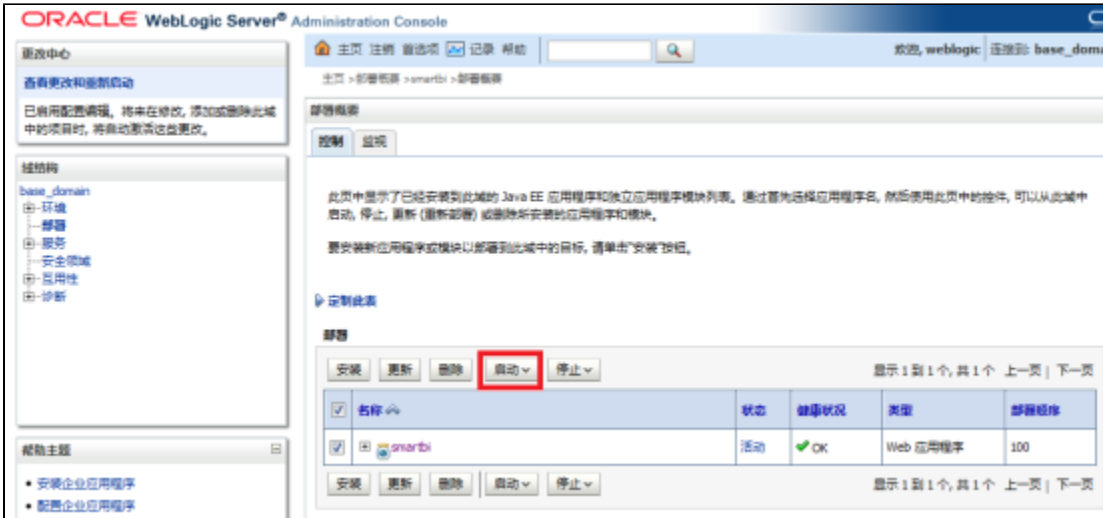 ORACLE WebLogic Server® Administration Console
更改中心
查看更改和重新启动
已启用配置编辑。将来在修改, 添加或删除此域
中的项目时, 将自动激活这些更改。
域结构
base_domain
环境
部署
服务
安全领域
互用性
诊断
帮助主题
安装企业应用程序
配置企业应用程序
主页 注销 首选项 记录 帮助
欢迎, weblogic 连接到: base_doma
主页 >部署概要 >smartbi >部署概要
部署概要
控制 监视
此页中显示了已经安装到此域的 Java EE 应用程序和独立应用程序模块列表。通过首先选择应用程序名, 然后使用此页中的控件, 可以从此域中
启动, 停止, 更新 (重新部署) 或删除所安装的应用程序和模块。
要安装新应用程序或模块以部署到此域中的目标, 请单击"安装"按钮。
定制此表
部署
安装 更新 删除 启动 停止 显示 1 到 1 个, 共 1 个 上一页 | 下一页
名称 状态 健康状况 类型 部署顺序
smartbi 活动 OK Web 应用程序 100
安装 更新 删除 启动 停止 显示 1 到 1 个, 共 1 个 上一页 | 下一页